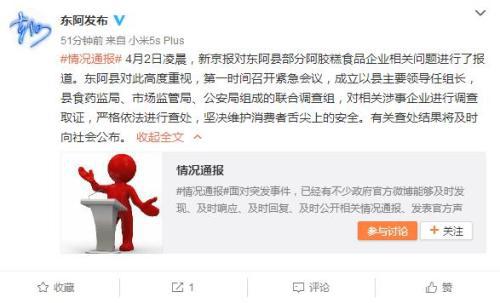 东阿发布
51分钟前 来自 小米5s Plus
#情况通报# 4月2日凌晨，新京报对东阿县部分阿胶糕食品企业相关问题进行了报
道。东阿县对此高度重视，第一时间召开紧急会议，成立以县主要领导任组长，
县食药监局、市场监管局、公安局组成的联合调查组，对相关涉事企业进行调查
取证，严格依法进行查处，坚决维护消费者舌尖上的安全。有关查处结果将及时
向社会公布。 收起全文
情况通报
#情况通报#面对突发事件，已经有不少政府官方微博能够及时发
现、及时响应、及时回复、及时公开相关情况通报、发表官方声
参与讨论 + 关注
收藏 1 评论 赞